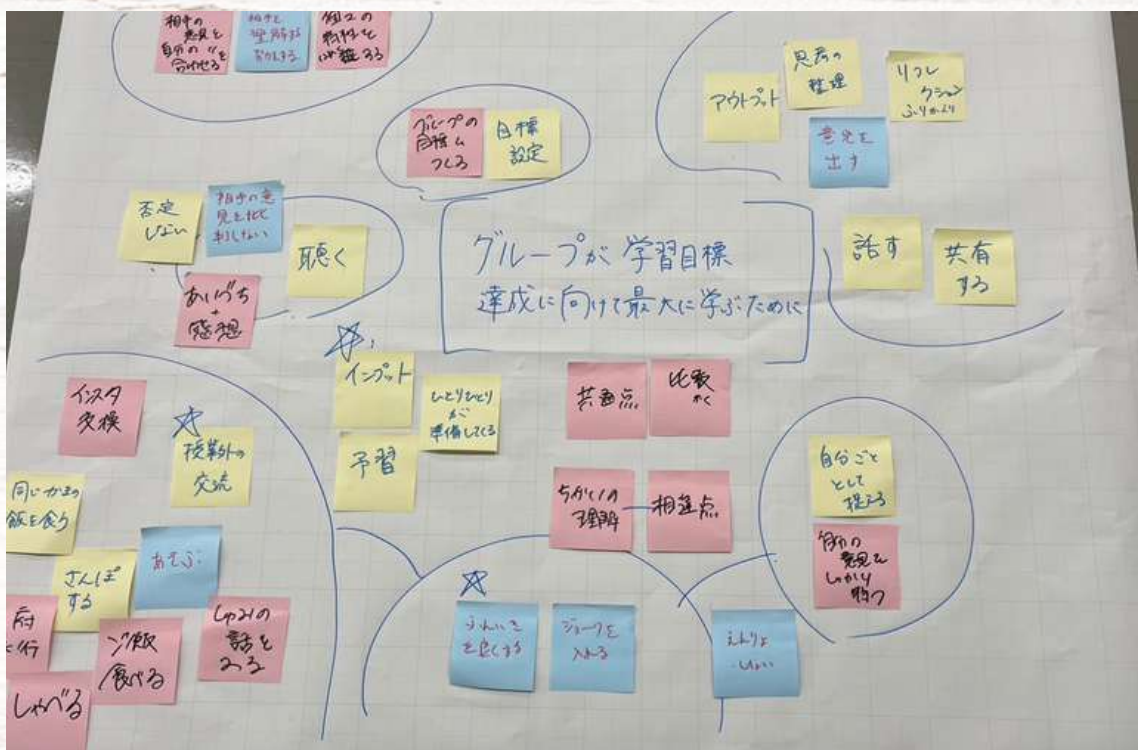 相手の
意見を
自分の〃を
合わせる
相手を
理解する
努力をする
個々の
を
する
グループの
目標を
つくる
目標
設定
アウトプット
思考の
整理
リフレ
クション
ふりかえり
意見を
出す
否定
しない
相手の意
見を批
判しない
聴く
あいづち
+
感想
グループが学習目標
達成に向けて最大に学ぶために
話す
共有
する
インプット
ひとりひとり
が
準備してくる
予習
共通点
比較
ちがいの
理解
相違点
自分ごと
として
捉える
自分の
意見を
しっかり
持つ
インスタ
交換
授業外の
交流
同じかまの
飯を食う
さんぽ
する
あそぶ
ご飯
食べる
しゅみの
話を
する
しゃべる
ふんいき
を良くする
ジョークを
入れる
えんりょ
しない